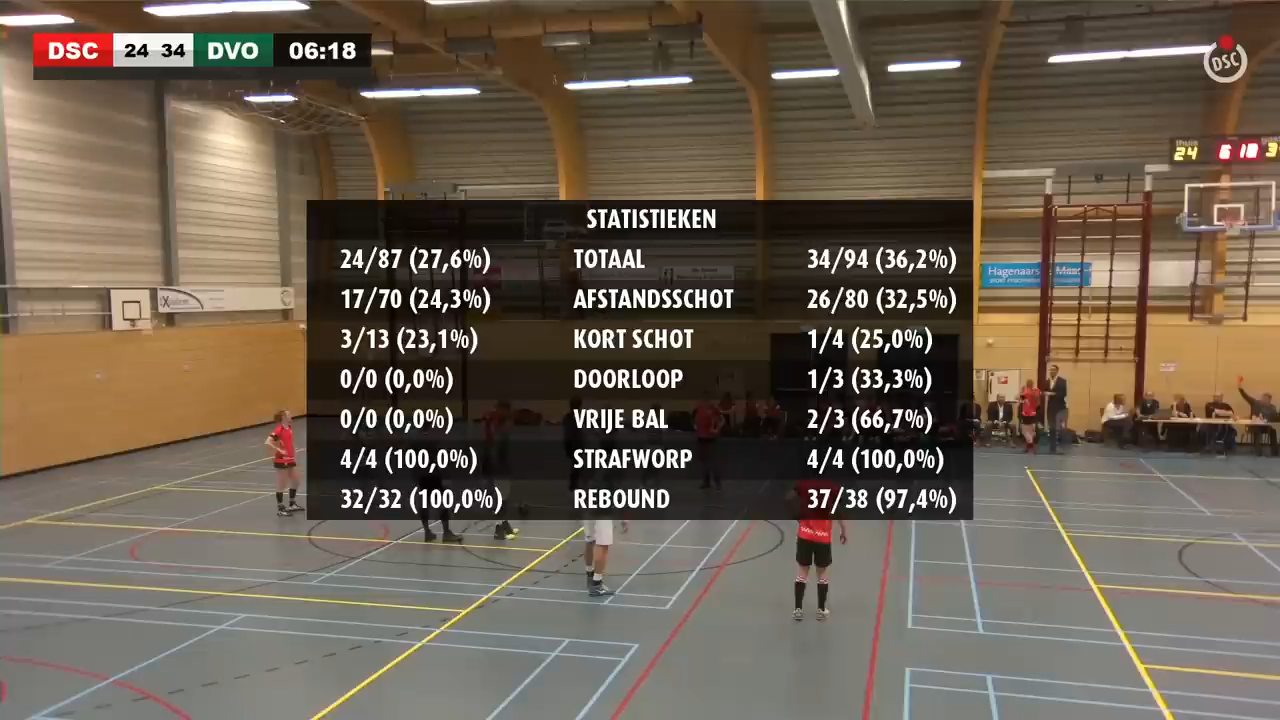 DSC 24 34 DVO 06:18
DSC
24 6 18 3
STATISTIEKEN
24/87 (27,6%) TOTAAL 34/94 (36,2%)
17/70 (24,3%) AFSTANDSSCHOT 26/80 (32,5%)
3/13 (23,1%) KORT SCHOT 1/4 (25,0%)
0/0 (0,0%) DOORLOOP 1/3 (33,3%)
0/0 (0,0%) VRIJE BAL 2/3 (66,7%)
4/4 (100,0%) STRAFWORP 4/4 (100,0%)
32/32 (100,0%) REBOUND 37/38 (97,4%)
Hagenaars